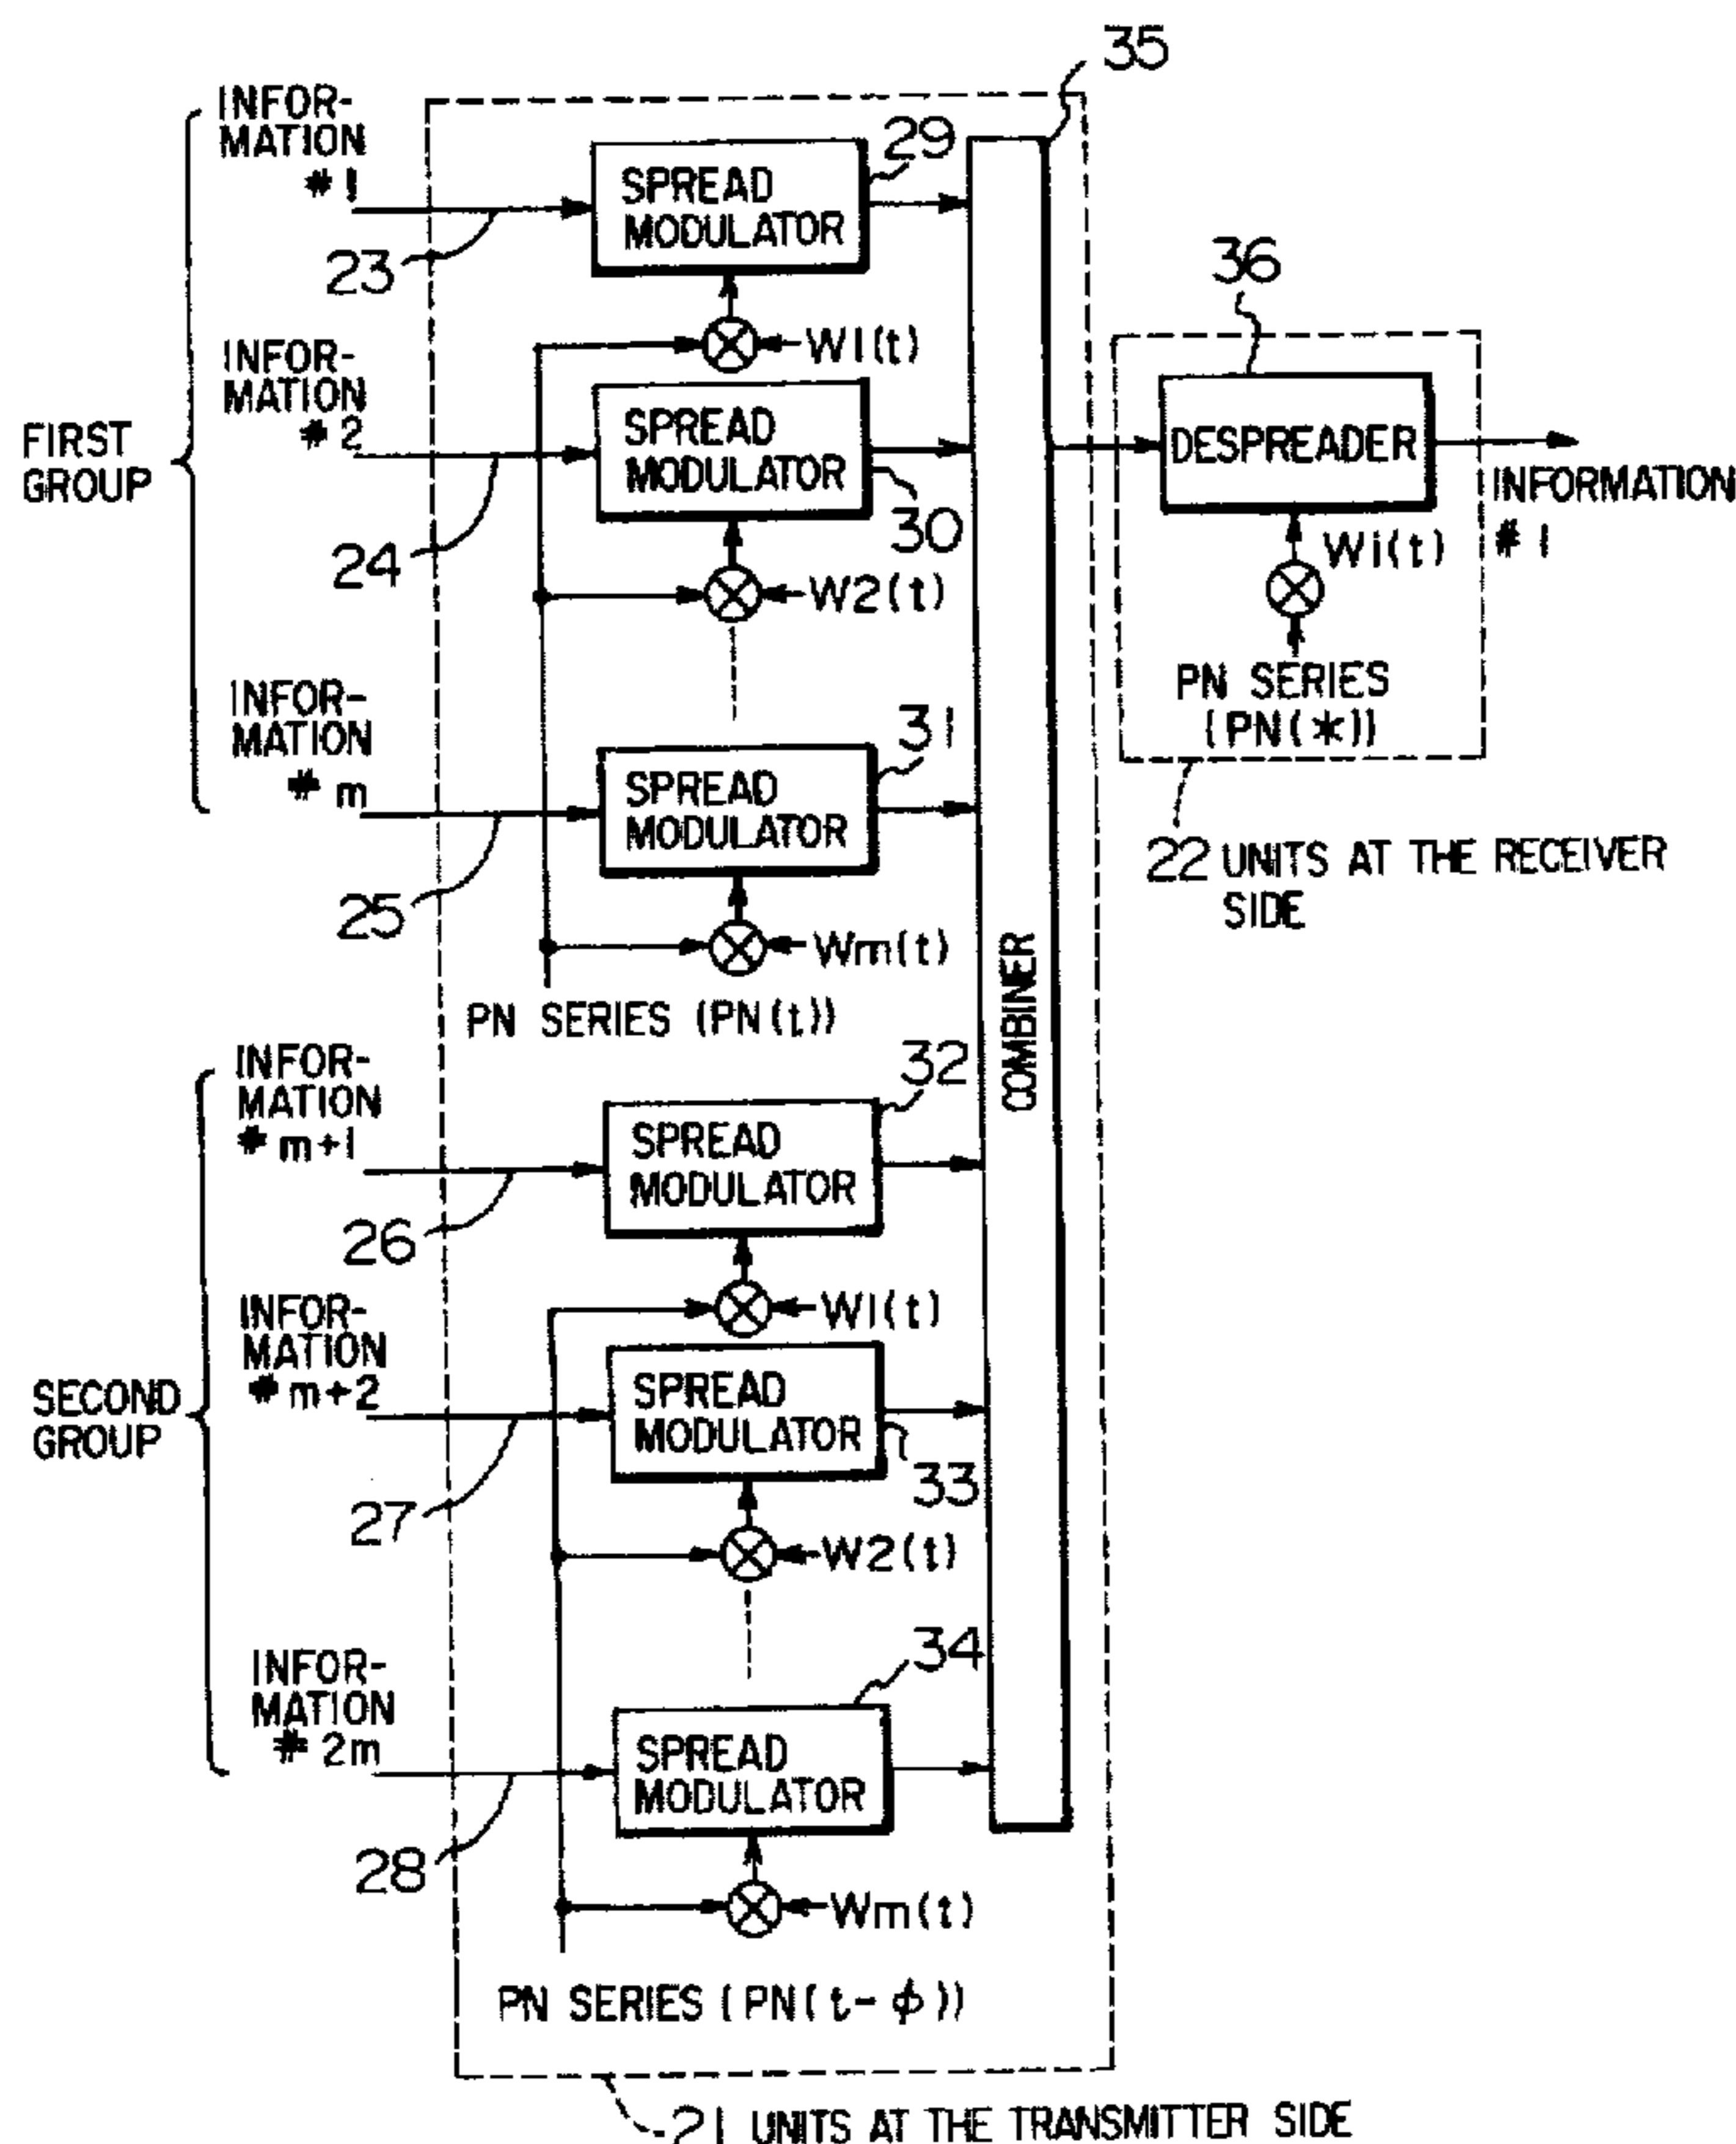 35
INFOR-
MATION
# 1
29
SPREAD
MODULATOR
23
36
W1(t)
INFOR-
MATION
# 2
SPREAD
MODULATOR
FIRST
GROUP
DESPREADER
INFORMATION
# 1
30
24
Wi(t)
W2(t)
PN SERIES
(PN(*))
INFOR-
MATION
# m
31
SPREAD
MODULATOR
22 UNITS AT THE RECEIVER
SIDE
25
Wm(t)
COMBINER
PN SERIES (PN(t))
INFOR-
MATION
# m+1
32
SPREAD
MODULATOR
26
W1(t)
INFOR-
MATION
# m+2
SPREAD
MODULATOR
SECOND
GROUP
33
27
W2(t)
INFOR-
MATION
# 2m
34
SPREAD
MODULATOR
28
Wm(t)
PN SERIES (PN(t-ϕ))
21 UNITS AT THE TRANSMITTER SIDE